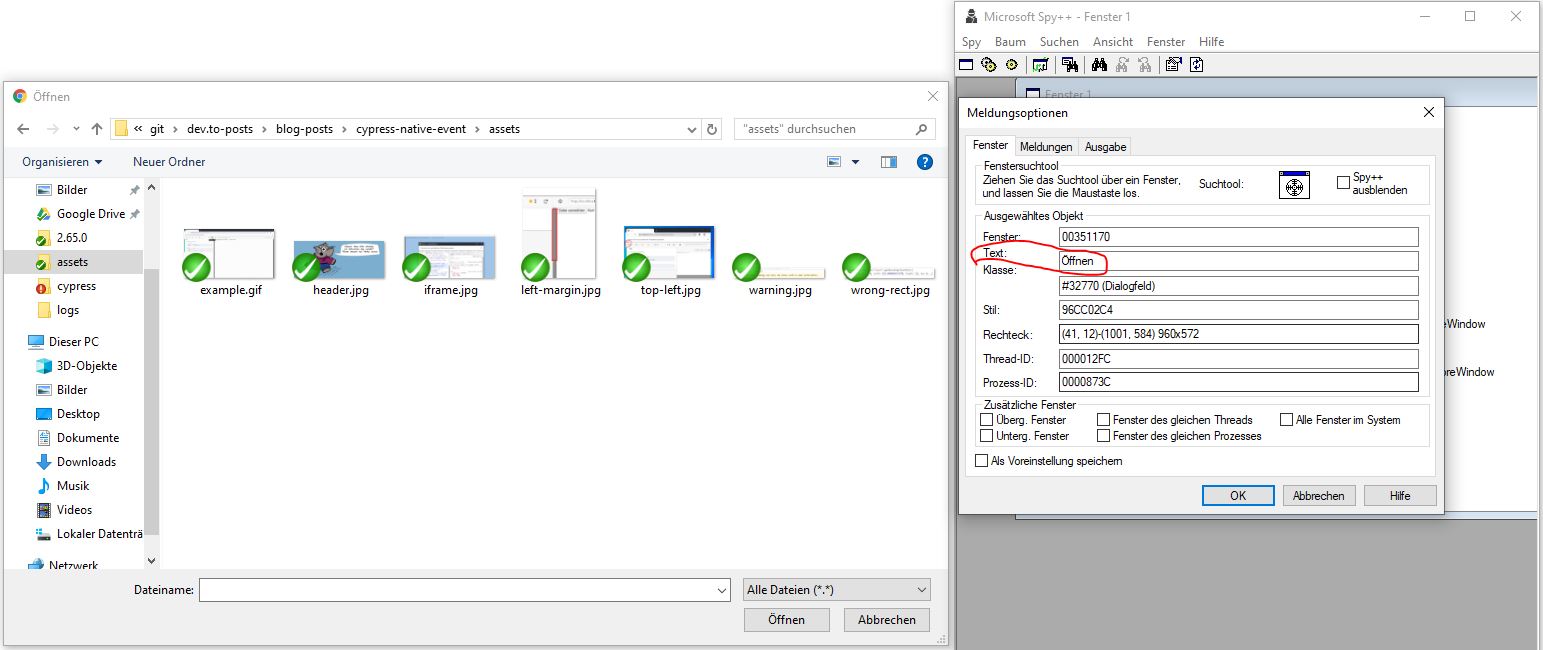 Microsoft Spy++ - Fenster 1
Spy Baum Suchen Ansicht Fenster Hilfe
Fenster 1
Öffnen
« git › dev.to-posts › blog-posts › cypress-native-event › assets
"assets" durchsuchen
Organisieren Neuer Ordner
Bilder
Google Drive
2.65.0
assets
cypress
logs
Dieser PC
3D-Objekte
Bilder
Desktop
Dokumente
Downloads
Musik
Videos
Lokaler Datenträ
Netzwerk
example.gif header.jpg iframe.jpg left-margin.jpg top-left.jpg warning.jpg wrong-rect.jpg
Dateiname:
Alle Dateien (*.*)
Öffnen Abbrechen
Meldungsoptionen
Fenster Meldungen Ausgabe
Fenstersuchtool
Ziehen Sie das Suchtool über ein Fenster,
und lassen Sie die Maustaste los.
Suchtool:
Spy++
ausblenden
Ausgewähltes Objekt
Fenster: 00351170
Text: Öffnen
Klasse: #32770 (Dialogfeld)
Stil: 96CC02C4
Rechteck: (41, 12)-(1001, 584) 960x572
Thread-ID: 000012FC
Prozess-ID: 0000873C
Zusätzliche Fenster
Überg. Fenster Fenster des gleichen Threads Alle Fenster im System
Unterg. Fenster Fenster des gleichen Prozesses
Als Voreinstellung speichern
OK Abbrechen Hilfe
eWindow
reWindow